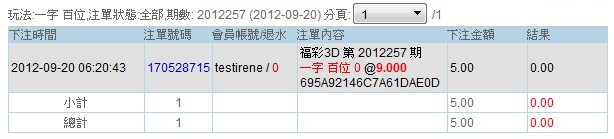 玩法:一字 百位,注單狀態:全部,期數: 2012257 (2012-09-20) 分頁: 1 /1
下注時間 注單號碼 會員帳號/退水 注單內容 下注金額 結果
2012-09-20 06:20:43 170528715 testirene / 0 福彩3D 第 2012257 期 5.00 0.00
一字 百位 0 @9.000
695A92146C7A61DAE0D
小計 1 5.00 0.00
總計 1 5.00 0.00